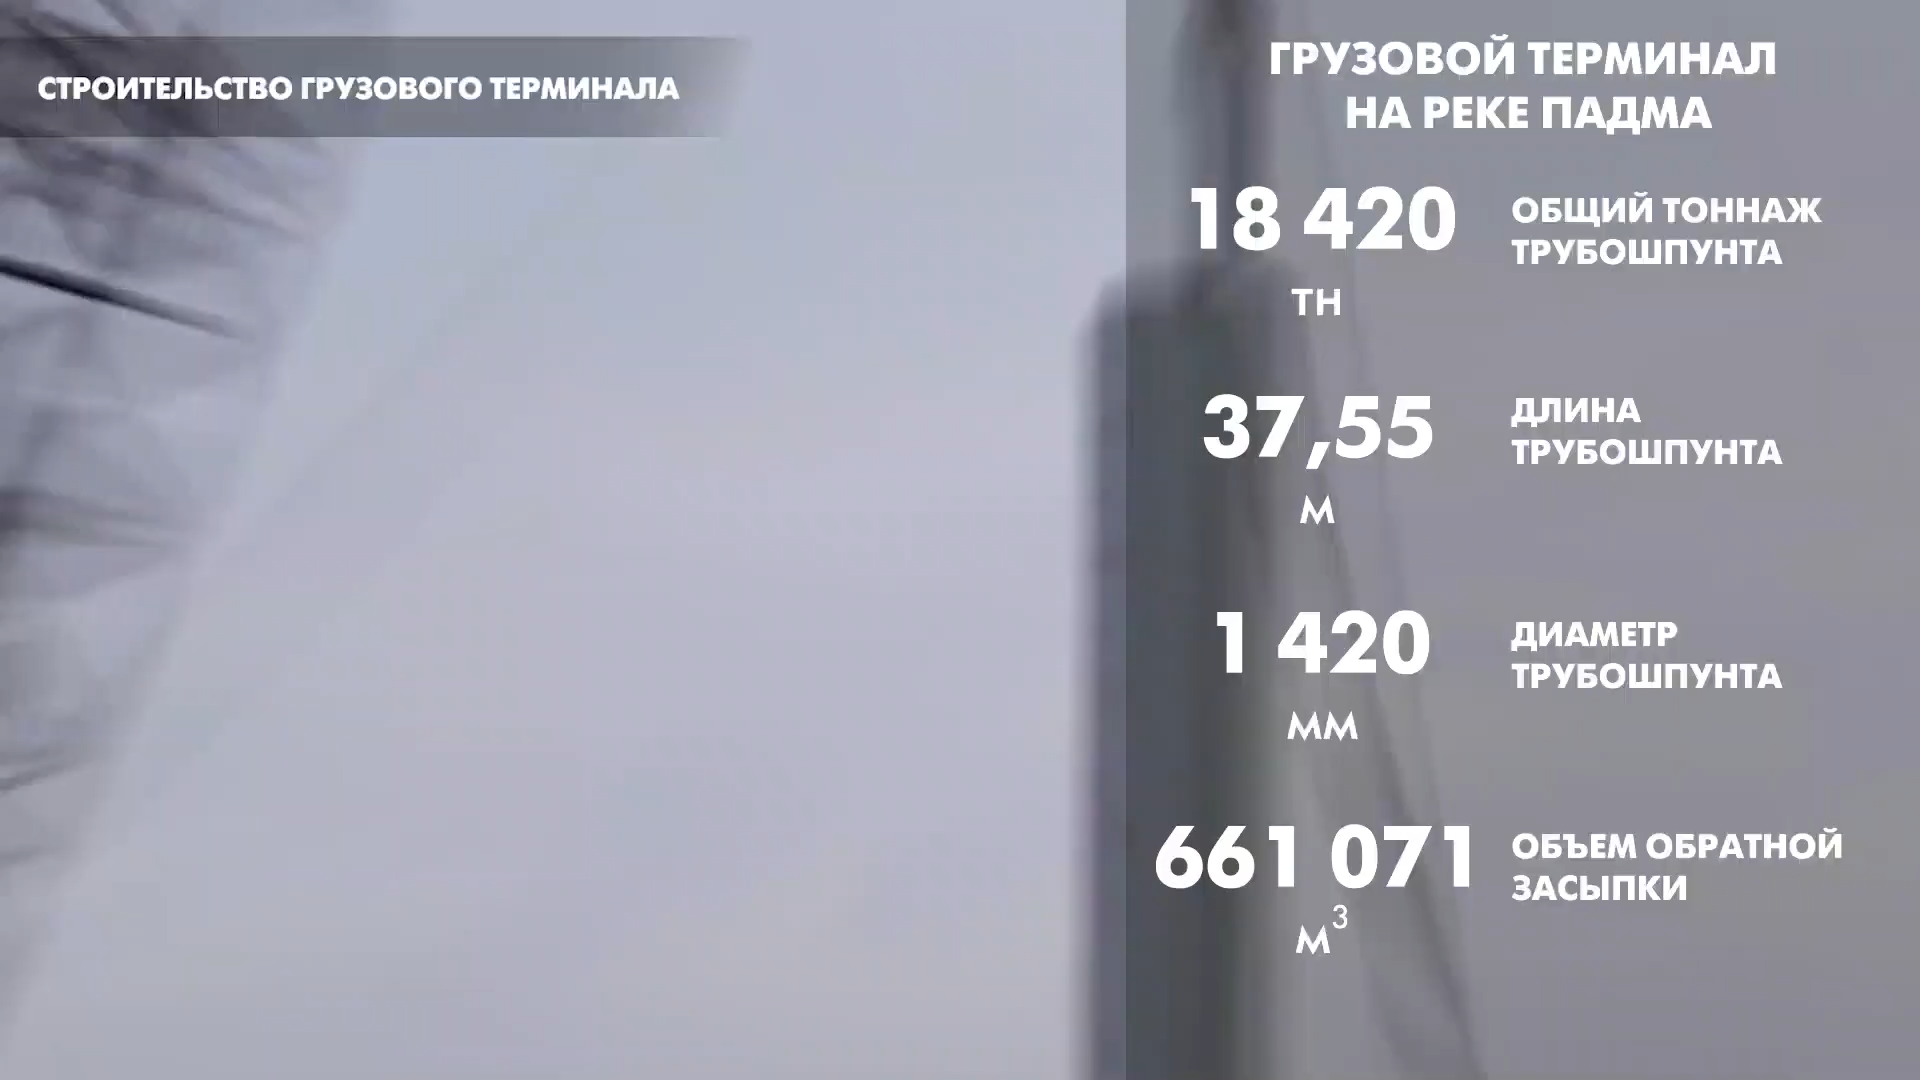 СТРОИТЕЛЬСТВО ГРУЗОВОГО ТЕРМИНАЛА
ГРУЗОВОЙ ТЕРМИНАЛ
НА РЕКЕ ПАДМА
18 420
ТН
ОБЩИЙ ТОННАЖ
ТРУБОШПУНТА
37,55
М
ДЛИНА
ТРУБОШПУНТА
1 420
ММ
ДИАМЕТР
ТРУБОШПУНТА
661 071
М³
ОБЪЕМ ОБРАТНОЙ
ЗАСЫПКИ